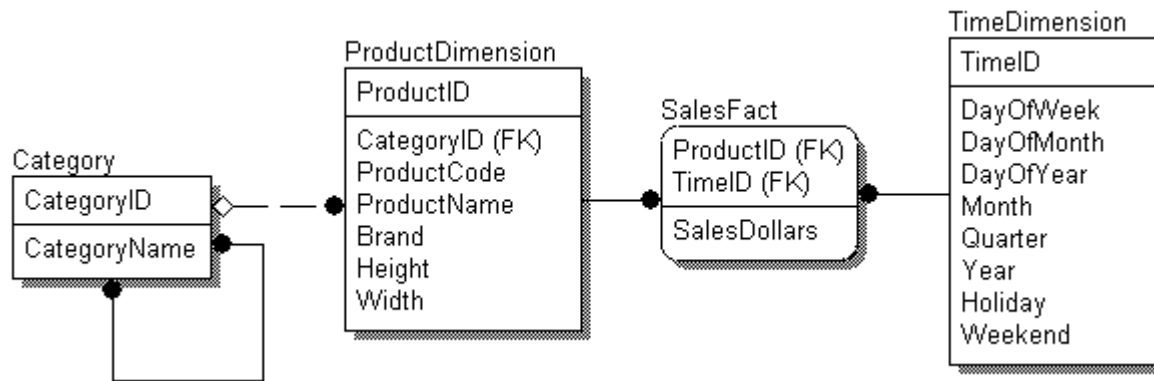 Category
CategoryID
CategoryName
ProductDimension
ProductID
CategoryID (FK)
ProductCode
ProductName
Brand
Height
Width
SalesFact
ProductID (FK)
TimeID (FK)
SalesDollars
TimeDimension
TimeID
DayOfWeek
DayOfMonth
DayOfYear
Month
Quarter
Year
Holiday
Weekend